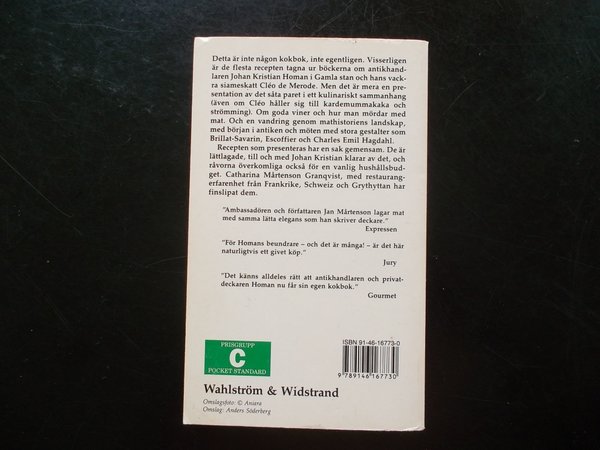 Detta är inte någon kokbok, inte egentligen. Visserligen
är de flesta recepten tagna ur böckerna om antikhand-
laren Johan Kristian Homan i Gamla stan och hans vack-
ra siameskatt Cléo de Merode. Men det är mera en pre-
sentation av det såta paret i ett kulinariskt sammanhang
(även om Cléo håller sig till kardemummakaka och
strömming). Om goda viner och hur man mördar med
mat. Och en vandring genom mathistoriens landskap,
med början i antiken och möten med stora gestalter som
Brillat-Savarin, Escoffier och Charles Emil Hagdahl.
Recepten som presenteras har en sak gemensam. De är
lättlagade, till och med Johan Kristian klarar av det, och
råvorna överkomliga också för en vanlig hushållsbud-
get. Catharina Mårtenson Granqvist, med restaurang-
erfarenhet från Frankrike, Schweiz och Grythyttan har
finslipat dem.
"Ambassadören och författaren Jan Mårtenson lagar mat
med samma lätta elegans som han skriver deckare."
Expressen
"För Homans beundrare – och det är många! – är det här
naturligtvis ett givet köp."
Jury
"Det känns alldeles rätt att antikhandlaren och privat-
deckaren Homan nu får sin egen kokbok."
Gourmet
PRISGRUPP
C
POCKET STANDARD
ISBN 91-46-16773-0
9 789146 167730
Wahlström & Widstrand
Omslagsfoto: © Aniara
Omslag: Anders Söderberg